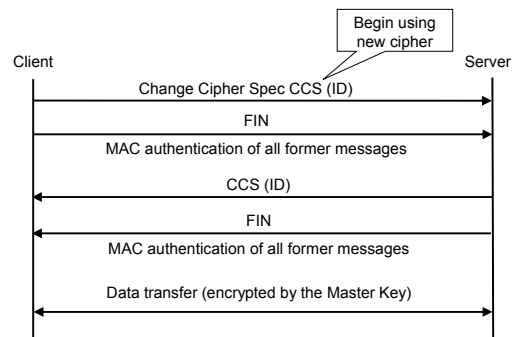 Begin using
new cipher
Client
Server
Change Cipher Spec CCS (ID)
FIN
MAC authentication of all former messages
CCS (ID)
FIN
MAC authentication of all former messages
Data transfer (encrypted by the Master Key)